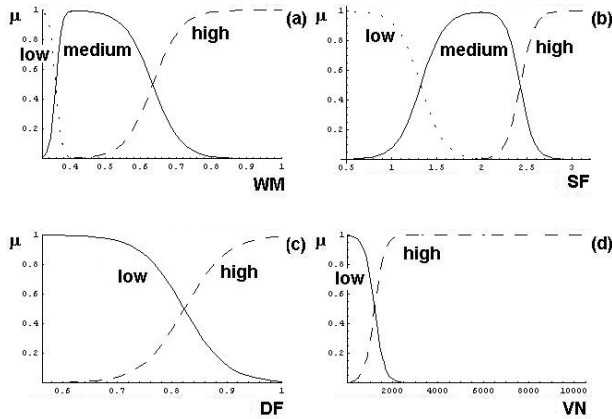 μ 1 (a)
low medium high
0.8
0.6
0.4
0.2
0.4 0.5 0.6 0.7 0.8 0.9 1
WM
μ 1 (b)
low medium high
0.8
0.6
0.4
0.2
0.5 1 1.5 2 2.5 3
SF
μ 1 (c)
low high
0.8
0.6
0.4
0.2
0.6 0.7 0.8 0.9 1
DF
μ 1 (d)
low high
0.8
0.6
0.4
0.2
2000 4000 6000 8000 10000
VN